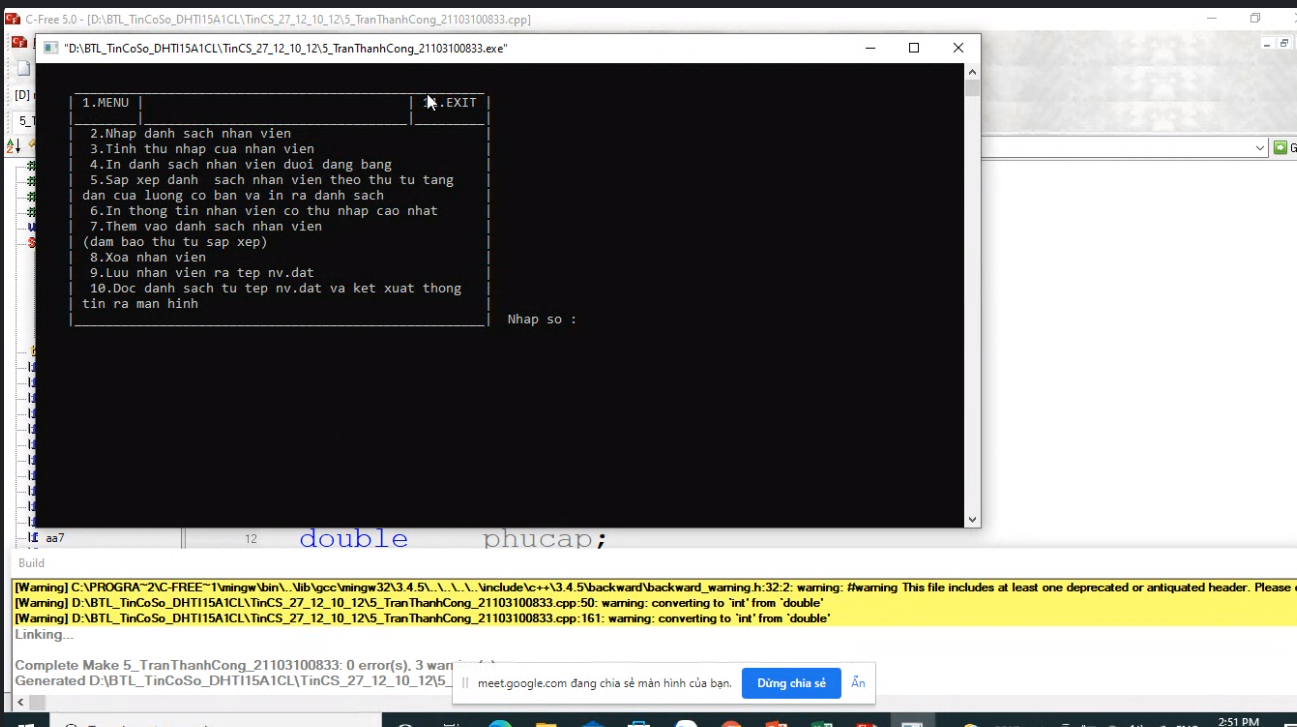 C-Free 5.0 - [D:\BTL_TinCoSo_DHTI15A1CL\TinCS_27_12_10_12\5_TranThanhCong_21103100833.cpp]
"D:\BTL_TinCoSo_DHTI15A1CL\TinCS_27_12_10_12\5_TranThanhCong_21103100833.exe"
[D]
1.MENU
.EXIT
2.Nhap danh sach nhan vien
3.Tinh thu nhap cua nhan vien
4.In danh sach nhan vien duoi dang bang
5.Sap xep danh  sach nhan vien theo thu tu tang
dan cua luong co ban va in ra danh sach
6.In thong tin nhan vien co thu nhap cao nhat
7.Them vao danh sach nhan vien
(dam bao thu tu sap xep)
8.Xoa nhan vien
9.Luu nhan vien ra tep nv.dat
10.Doc danh sach tu tep nv.dat va ket xuat thong
tin ra man hinh
Nhap so :
aa7
12 double phucap;
Build
[Warning] C:\PROGRA~2\C-FREE~1\mingw\bin\..\lib\gcc\mingw32\3.4.5\..\..\..\..\include\c++\3.4.5\backward\backward_warning.h:32:2: warning: #warning This file includes at least one deprecated or antiquated header. Please
[Warning] D:\BTL_TinCoSo_DHTI15A1CL\TinCS_27_12_10_12\5_TranThanhCong_21103100833.cpp:50: warning: converting to `int' from `double'
[Warning] D:\BTL_TinCoSo_DHTI15A1CL\TinCS_27_12_10_12\5_TranThanhCong_21103100833.cpp:161: warning: converting to `int' from `double'
Linking...
Complete Make 5_TranThanhCong_21103100833: 0 error(s), 3
Generated D:\BTL_TinCoSo_DHTI15A1CL\TinCS_27_12_10_12\5_
meet.google.com đang chia sẻ màn hình của bạn.
Dừng chia sẻ
Ẩn
2:51 PM